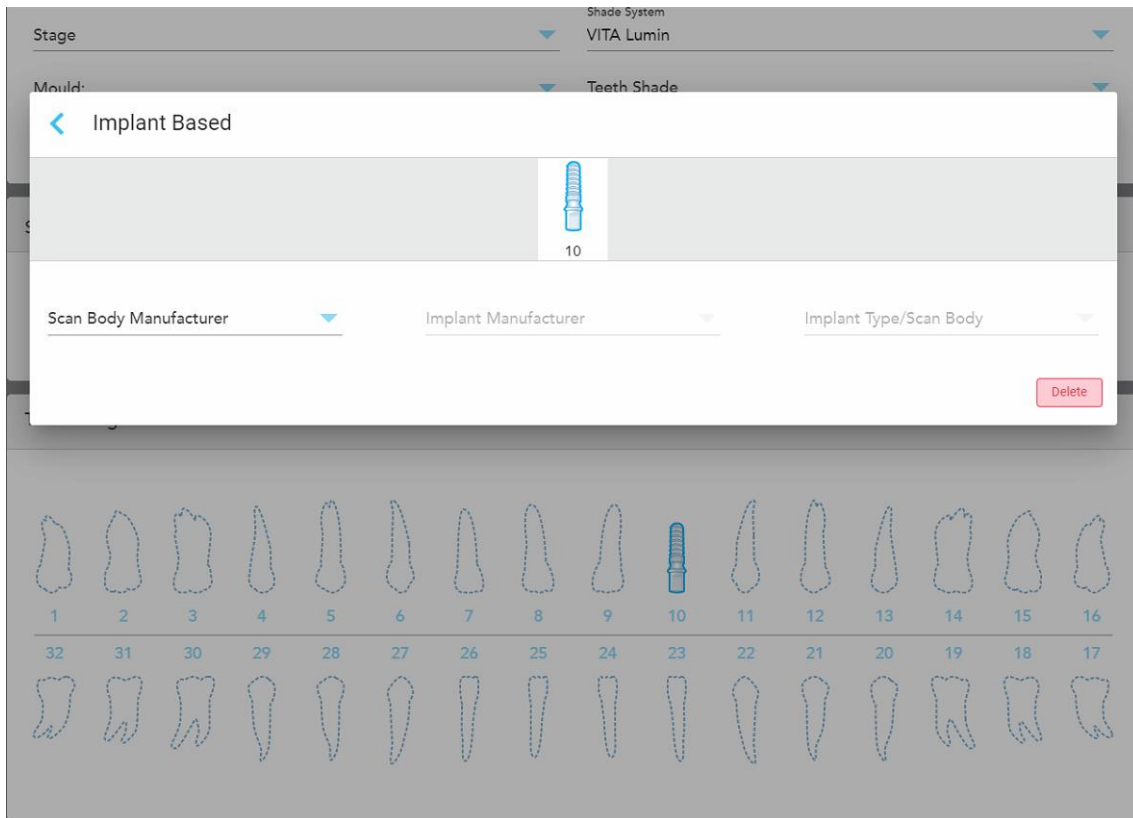 Shade System
Stage VITA Lumin
Mould: Teeth Shade
Implant Based
10
Scan Body Manufacturer Implant Manufacturer Implant Type/Scan Body
Delete
1 2 3 4 5 6 7 8 9 10 11 12 13 14 15 16
32 31 30 29 28 27 26 25 24 23 22 21 20 19 18 17